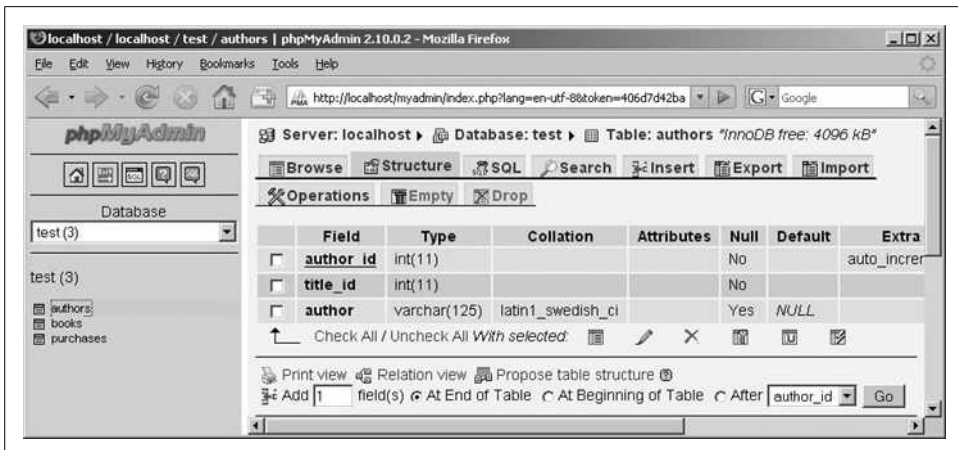 localhost / localhost / test / authors | phpMyAdmin 2.10.0.2 - Mozilla Firefox
File Edit View History Bookmarks Tools Help
http://localhost/myadmin/index.php?lang=en-utf-8&token=406d7d42ba
G Google
phpMyAdmin
Database
test (3)
test (3)
authors
books
purchases
Server: localhost Database: test Table: authors "InnoDB free: 4096 kB"
Browse Structure SQL Search Insert Export Import
Operations Empty Drop
Field Type Collation Attributes Null Default Extra
author_id int(11) No auto_increr
title_id int(11) No
author varchar(125) latin1_swedish_ci Yes NULL
Check All / Uncheck All With selected:
Print view Relation view Propose table structure
Add 1 field(s) At End of Table At Beginning of Table After author_id Go